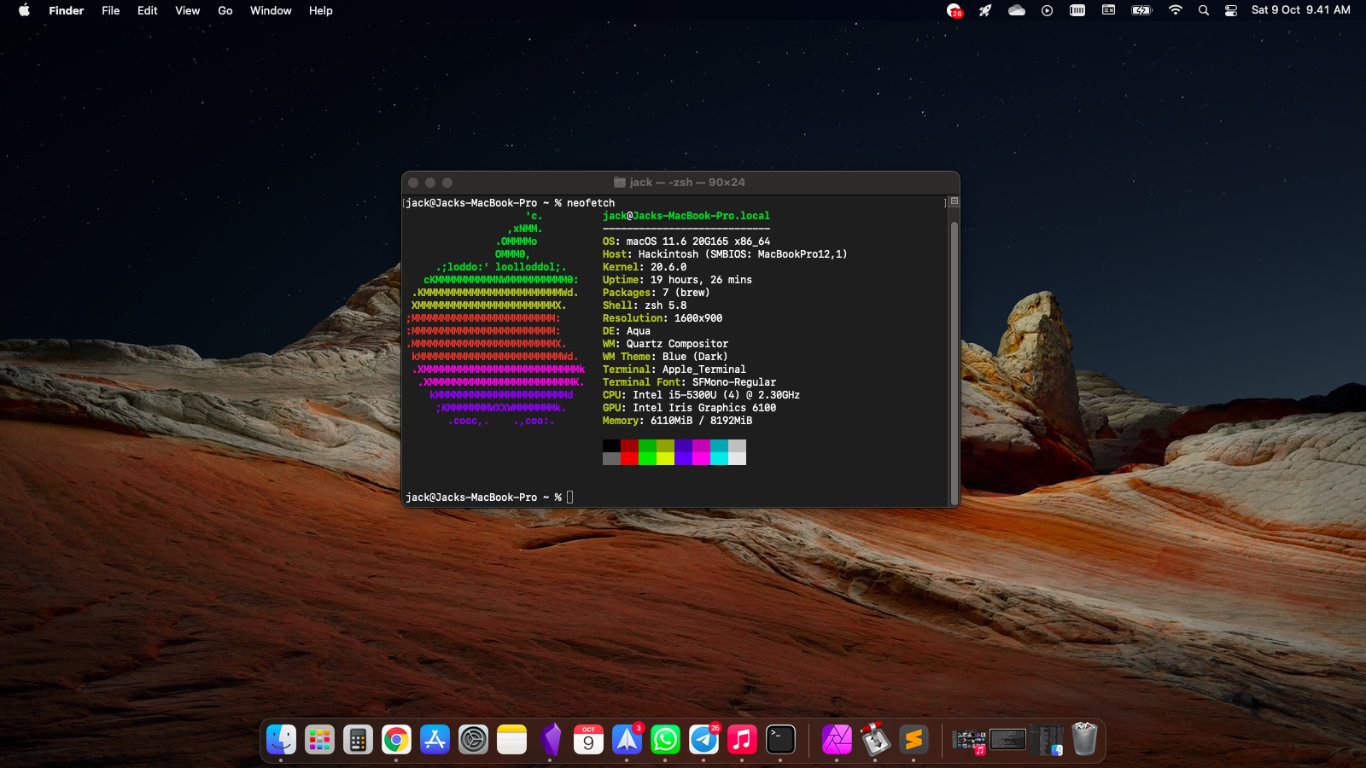 Finder File Edit View Go Window Help
26
Sat 9 Oct 9.41 AM
jack — -zsh — 90×24
[jack@Jacks-MacBook-Pro ~ % neofetch ]
'c. jack@Jacks-MacBook-Pro.local
,xNMM. ----------------------------
.OMMMMo OS: macOS 11.6 20G165 x86_64
OMMM0, Host: Hackintosh (SMBIOS: MacBookPro12,1)
.;loddo:' loolloddol;. Kernel: 20.6.0
cKMMMMMMMMMMNWMMMMMMMMMM0: Uptime: 19 hours, 26 mins
.KMMMMMMMMMMMMMMMMMMMMMMMWd. Packages: 7 (brew)
XMMMMMMMMMMMMMMMMMMMMMMMX. Shell: zsh 5.8
;MMMMMMMMMMMMMMMMMMMMMMMM: Resolution: 1600x900
:MMMMMMMMMMMMMMMMMMMMMMMM: DE: Aqua
.MMMMMMMMMMMMMMMMMMMMMMMMX. WM: Quartz Compositor
kMMMMMMMMMMMMMMMMMMMMMMMMWd. WM Theme: Blue (Dark)
.XMMMMMMMMMMMMMMMMMMMMMMMMMMk Terminal: Apple_Terminal
.XMMMMMMMMMMMMMMMMMMMMMMMMK. Terminal Font: SFMono-Regular
kMMMMMMMMMMMMMMMMMMMMMMd CPU: Intel i5-5300U (4) @ 2.30GHz
;KMMMMMMMWXXWMMMMMMMk. GPU: Intel Iris Graphics 6100
.cooc,. .,coo:. Memory: 6110MiB / 8192MiB
jack@Jacks-MacBook-Pro ~ %
OCT
9
3
26
>_